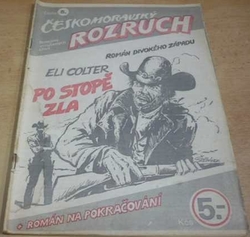 ČESKOMORAVSKÝ
ROZRUCH
ROMÁN DIVOKÉHO ZÁPADU
ELI COLTER
PO STOPĚ
ZLA
+ ROMÁN NA POKRAČOVÁNÍ
5.-